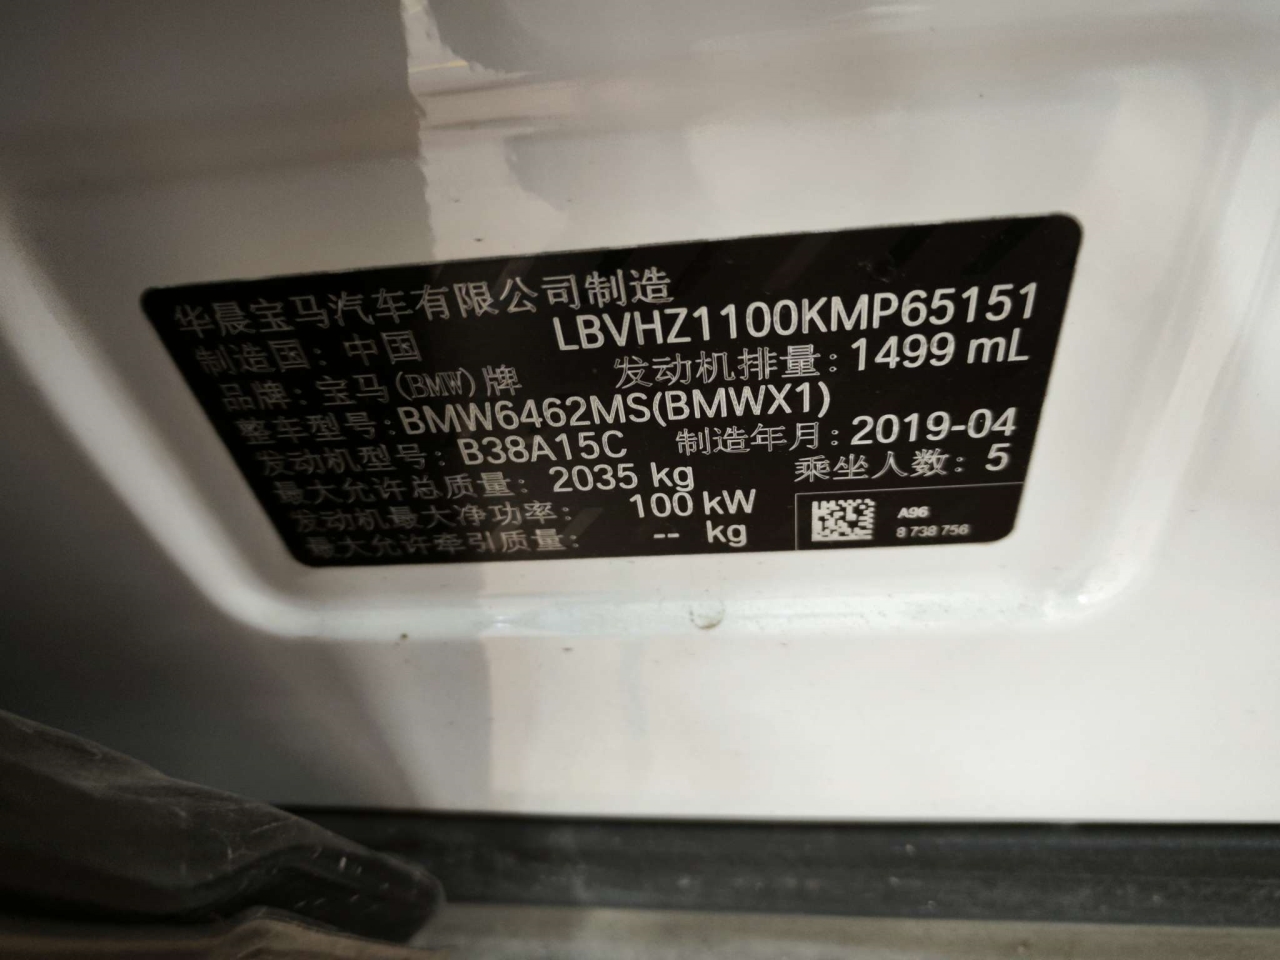 华晨宝马汽车有限公司制造
制造国：中国 LBVHZ1100KMP65151
品牌：宝马(BMW)牌 发动机排量：1499 mL
整车型号：BMW6462MS(BMWX1)
发动机型号：B38A15C 制造年月：2019-04
最大允许总质量：2035 kg 乘坐人数：5
发动机最大净功率：100 kW
最大允许牵引质量：-- kg
A96
8 738 756